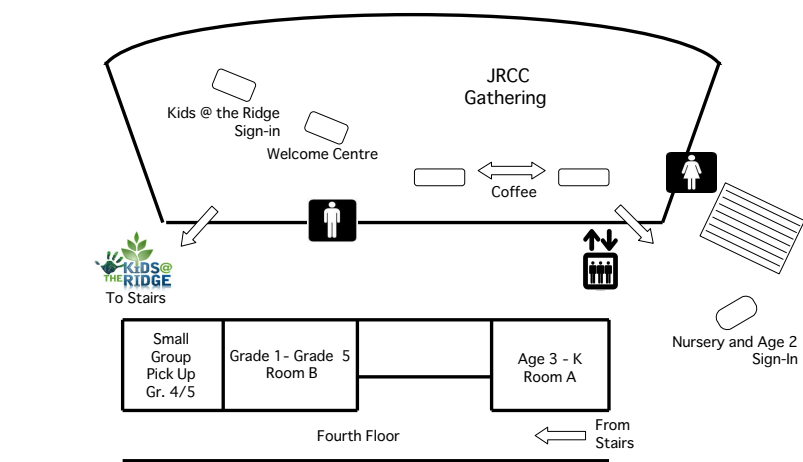 JRCC
Gathering
Kids @ the Ridge
Sign-in
Welcome Centre
Coffee
KIDS@
THE RIDGE
To Stairs
Nursery and Age 2
Sign-In
Small
Group
Pick Up
Gr. 4/5
Grade 1- Grade 5
Room B
Age 3 - K
Room A
Fourth Floor
From
Stairs